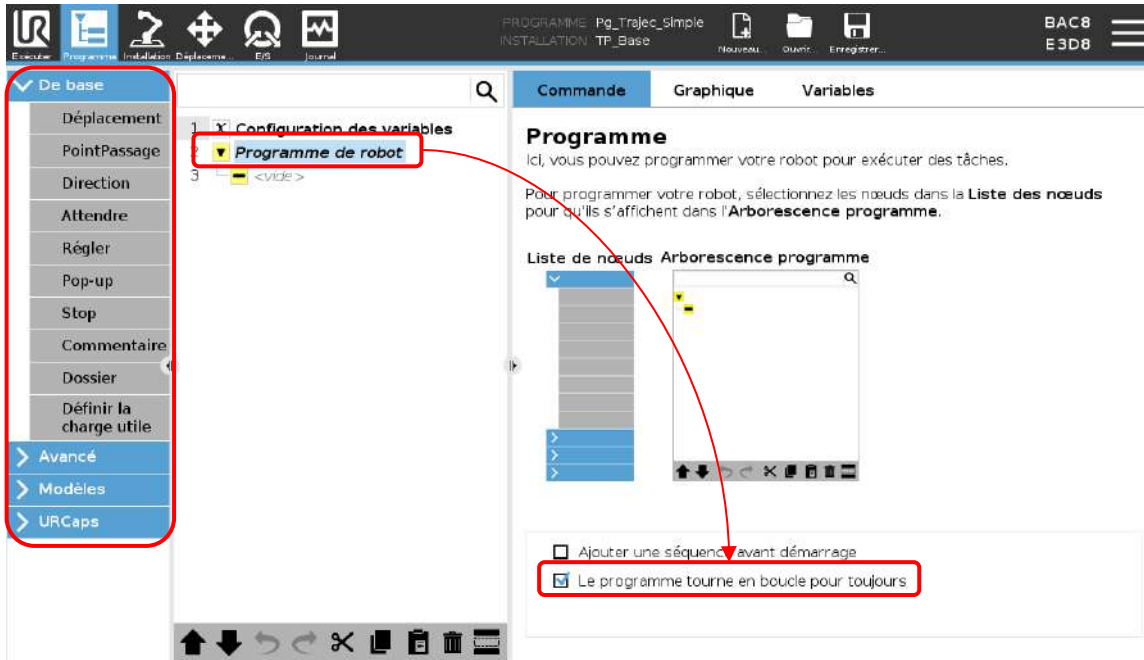 UR
PROGRAMME Pg_Trajec_Simple
INSTALLATION TP_Base
Exécuter Programme Installation Déplaceme... E/S Journal
Nouveau... Ouvrir... Enregistrer...
BAC8
E3D8
De base
Déplacement
PointPassage
Direction
Attendre
Régler
Pop-up
Stop
Commentaire
Dossier
Définir la
charge utile
Avancé
Modèles
URCaps
1 X Configuration des variables
2 Programme de robot
3 <vide>
Commande Graphique Variables
Programme
Ici, vous pouvez programmer votre robot pour exécuter des tâches.
Pour programmer votre robot, sélectionnez les nœuds dans la Liste des nœuds
pour qu'ils s'affichent dans l'Arborescence programme.
Liste de nœuds Arborescence programme
Ajouter une séquence avant démarrage
Le programme tourne en boucle pour toujours